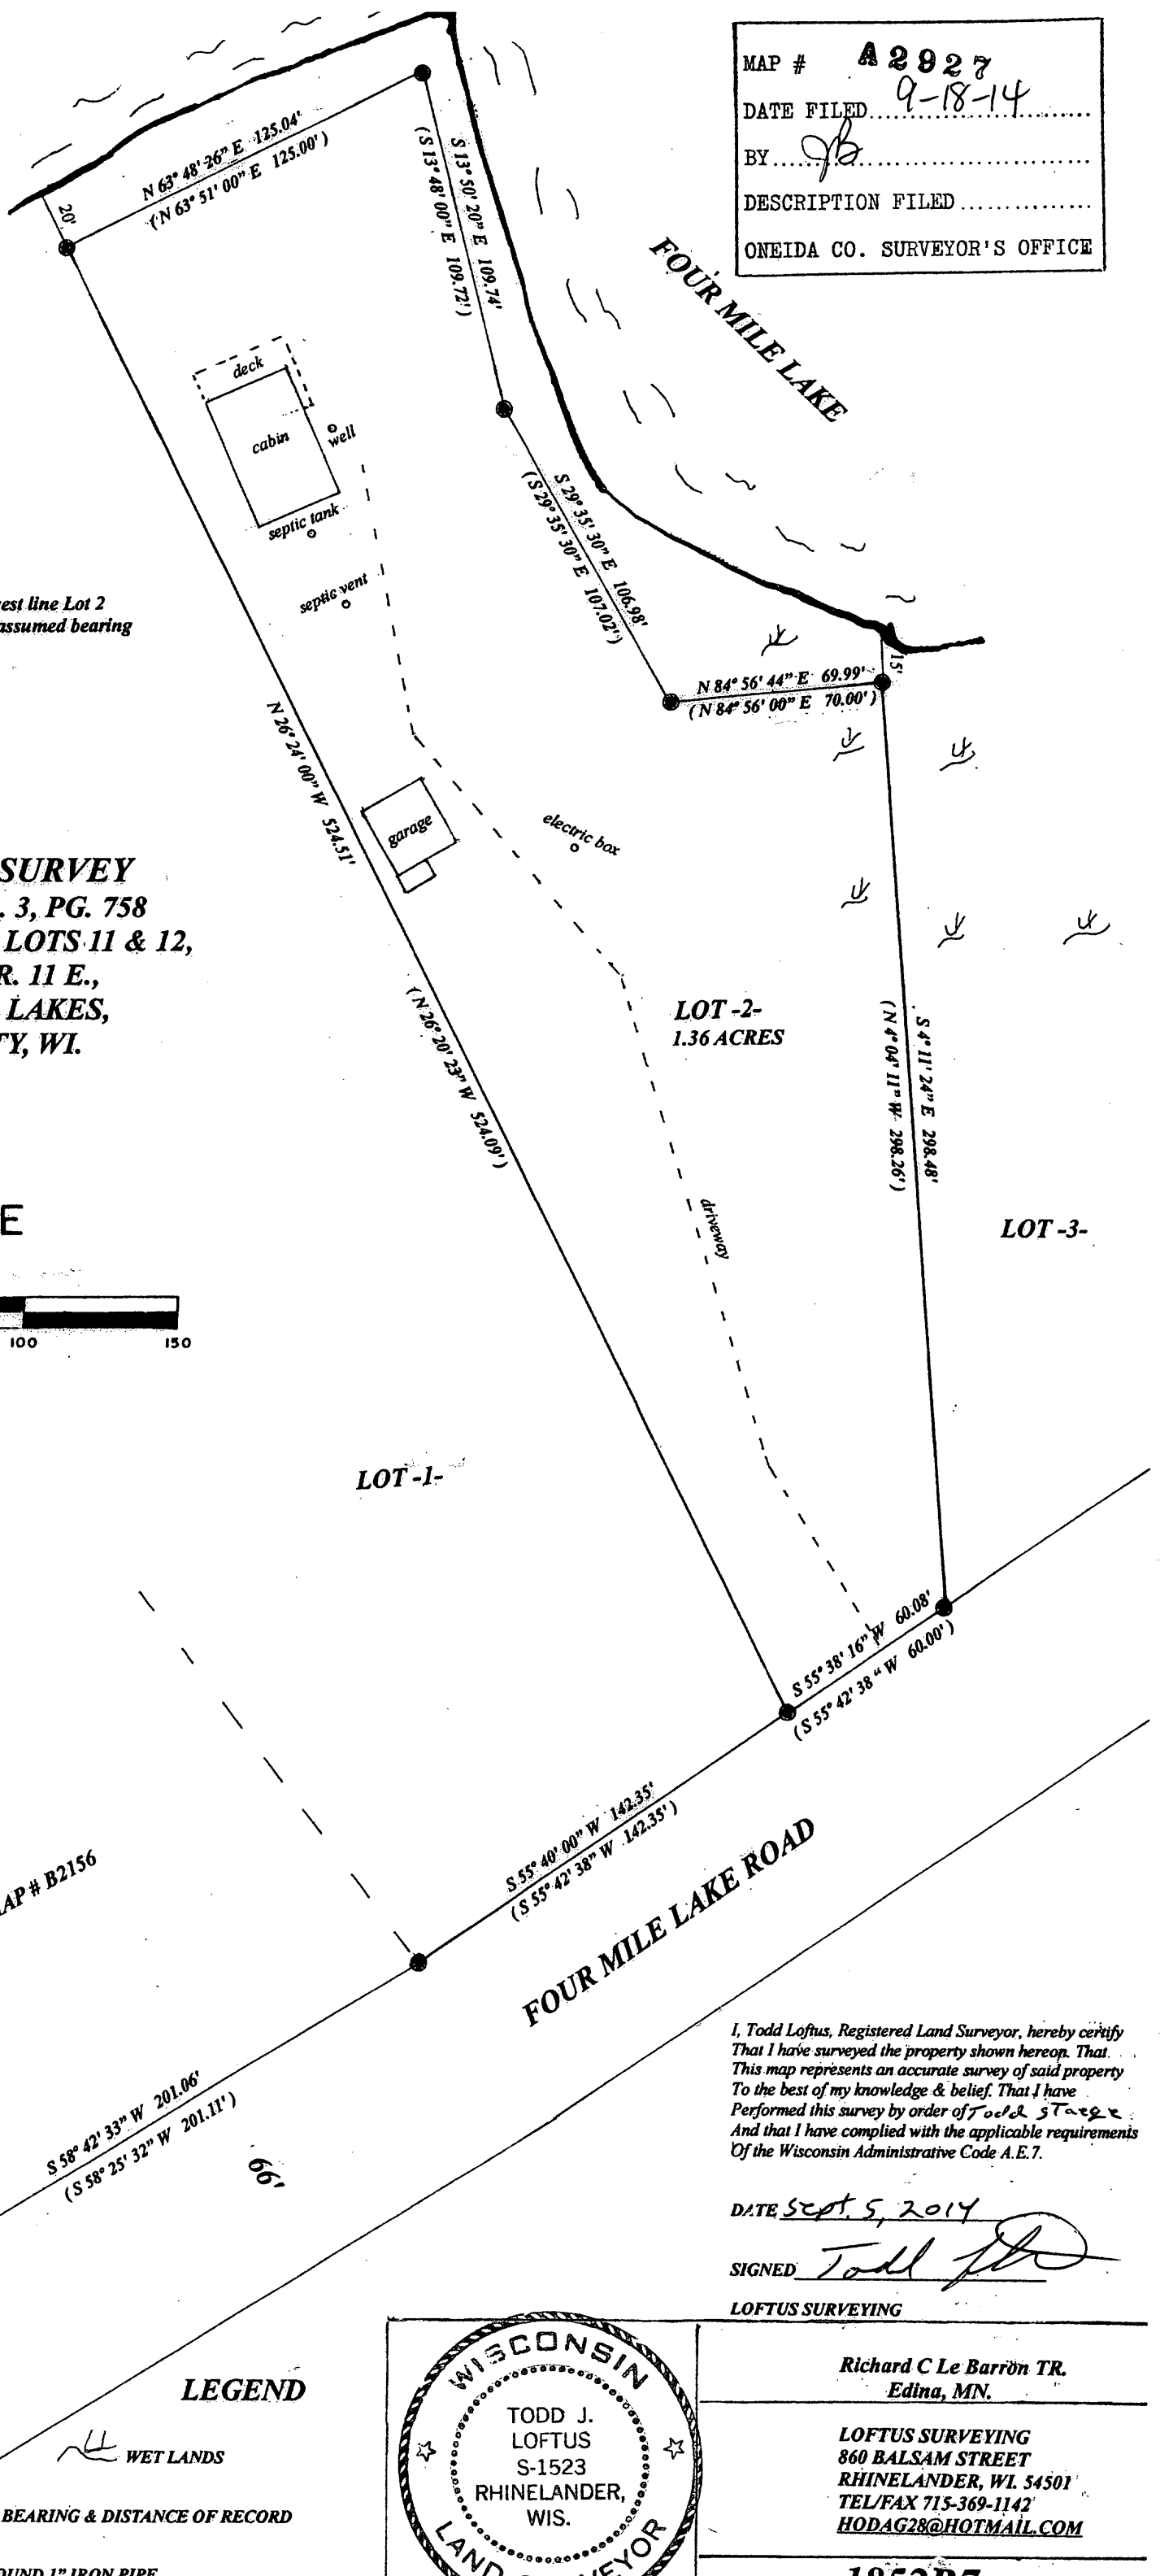 MAP # A2927
DATE FILED 9-18-14
BY JB
DESCRIPTION FILED
ONEIDA CO. SURVEYOR'S OFFICE
N 63° 48' 26" E 125.04'
( N 63° 51' 00" E 125.00' )
20'
S 13° 50' 20" E 109.74'
( S 13° 48' 00" E 109.72' )
FOUR MILE LAKE
deck
cabin
well
septic tank
septic vent
S 29° 35' 30" E 106.98'
( S 29° 35' 30" E 107.02' )
est line Lot 2
assumed bearing
15'
N 84° 56' 44" E 69.99'
( N 84° 56' 00" E 70.00' )
N 26° 24' 00" W 524.51'
garage
electric box
SURVEY
. 3, PG. 758
LOTS 11 & 12,
R. 11 E.,
LAKES,
TY, WI.
( N 26° 20' 23" W 524.09' )
LOT -2-
1.36 ACRES
S 4° 11' 24" E 298.48'
( N 4° 04' 11" W 298.26' )
driveway
LOT -3-
E
100 150
LOT -1-
S 55° 38' 16" W 60.08'
( S 55° 42' 38" W 60.00' )
S 55° 40' 00" W 142.35'
( S 55° 42' 38" W 142.35' )
AP # B2156
FOUR MILE LAKE ROAD
S 58° 42' 33" W 201.06'
( S 58° 25' 32" W 201.11' )
66'
I, Todd Loftus, Registered Land Surveyor, hereby certify
That I have surveyed the property shown hereon. That
This map represents an accurate survey of said property
To the best of my knowledge & belief. That I have
Performed this survey by order of Todd
And that I have complied with the applicable requirements
Of the Wisconsin Administrative Code A.E.7.
DATE Sept. 5, 2014
SIGNED Todd
LOFTUS SURVEYING
LEGEND
WET LANDS
BEARING & DISTANCE OF RECORD
OUND 1" IRON PIPE
WISCONSIN
TODD J.
LOFTUS
S-1523
RHINELANDER,
WIS.
LAND SURVEYOR
Richard C Le Barron TR.
Edina, MN.
LOFTUS SURVEYING
860 BALSAM STREET
RHINELANDER, WI. 54501
TEL/FAX 715-369-1142
HODAG28@HOTMAIL.COM